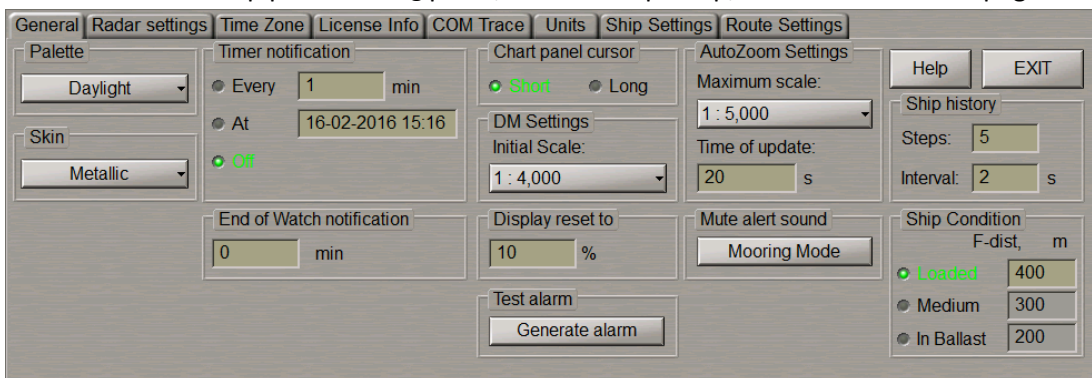 General Radar settings Time Zone License Info COM Trace Units Ship Settings Route Settings
Palette
Daylight
Skin
Metallic
Timer notification
Every 1 min
At 16-02-2016 15:16
Off
End of Watch notification
0 min
Chart panel cursor
Short Long
DM Settings
Initial Scale:
1 : 4,000
Display reset to
10 %
Test alarm
Generate alarm
AutoZoom Settings
Maximum scale:
1 : 5,000
Time of update:
20 s
Mute alert sound
Mooring Mode
Help EXIT
Ship history
Steps: 5
Interval: 2 s
Ship Condition
F-dist, m
Loaded 400
Medium 300
In Ballast 200